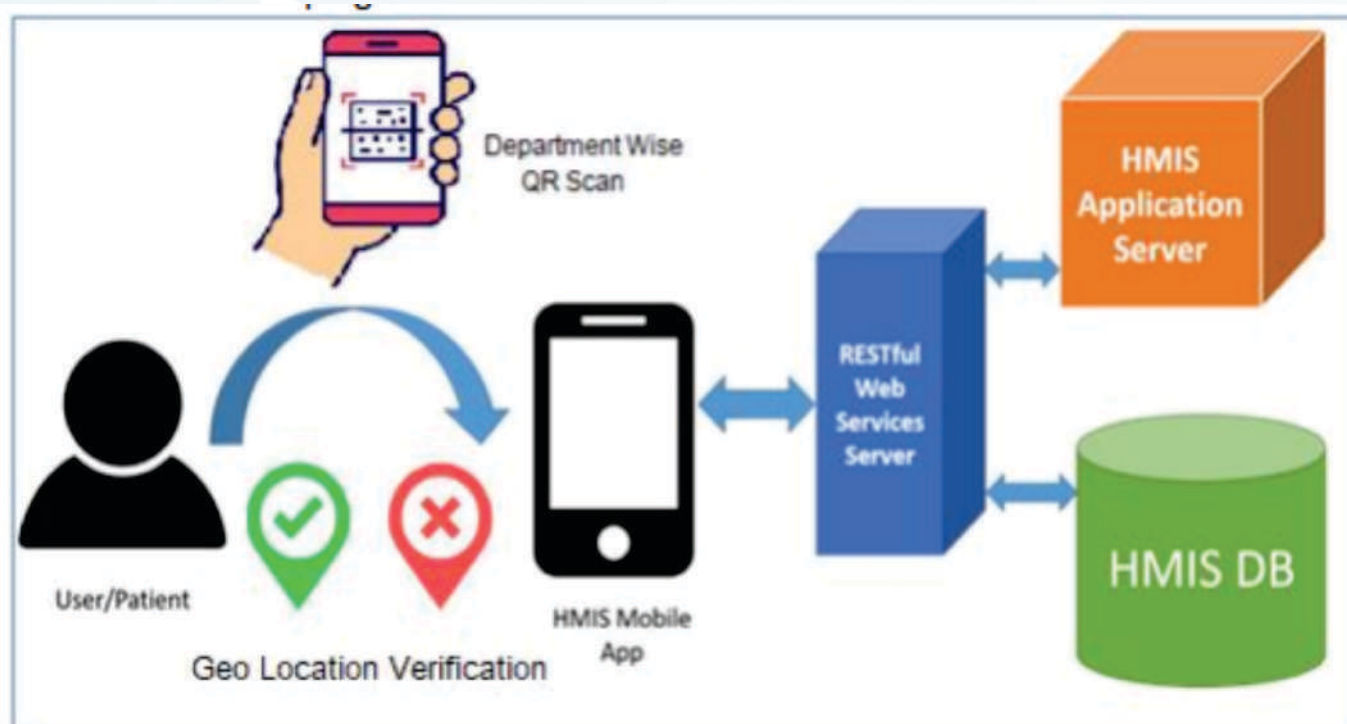 Department Wise
QR Scan
HMIS
Application
Server
RESTful
Web
Services
Server
User/Patient
HMIS Mobile
App
Geo Location Verification
HMIS DB